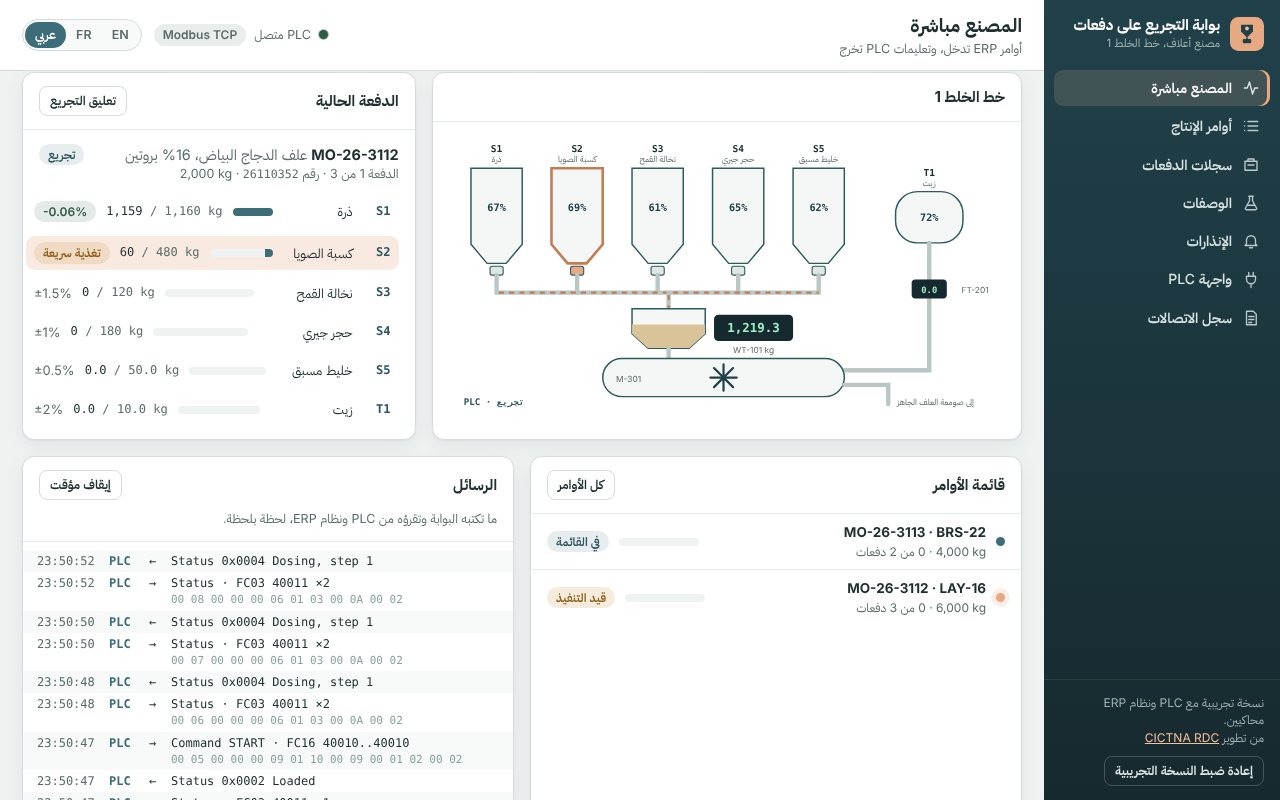 بوابة التجريع على دفعات
مصنع أعلاف، خط الخلط 1
المصنع مباشرة
أوامر الإنتاج
سجلات الدفعات
الوصفات
الإنذارات
واجهة PLC
سجل الاتصالات
نسخة تجريبية مع PLC ونظام ERP
محاكيين.
من تطوير CICTNA RDC
إعادة ضبط النسخة التجريبية
المصنع مباشرة
أوامر ERP تدخل، وتعليمات PLC تخرج
PLC متصل
Modbus TCP
عربي FR EN
خط الخلط 1
S1 S2 S3 S4 S5
ذرة كسبة الصويا نخالة القمح حجر جيري خليط مسبق
T1
زيت
67% 69% 61% 65% 62% 72%
0.0 FT-201
1,219.3
WT-101 kg
M-301
PLC · تجريع
إلى صومعة العلف الجاهز
الدفعة الحالية
تعليق التجريع
MO-26-3112 علف الدجاج البياض، 16% بروتين
تجريع
الدفعة 1 من 3 · رقم 26110352 · 2,000 kg
S1 ذرة 1,159 / 1,160 kg -0.06%
S2 كسبة الصويا 60 / 480 kg تغذية سريعة
S3 نخالة القمح 0 / 120 kg ±1.5%
S4 حجر جيري 0 / 180 kg ±1%
S5 خليط مسبق 0.0 / 50.0 kg ±0.5%
T1 زيت 0.0 / 10.0 kg ±2%
قائمة الأوامر
كل الأوامر
MO-26-3113 · BRS-22
4,000 kg · 0 من 2 دفعات
في القائمة
MO-26-3112 · LAY-16
6,000 kg · 0 من 3 دفعات
قيد التنفيذ
الرسائل
إيقاف مؤقت
ما تكتبه البوابة وتقرؤه من PLC ونظام ERP، لحظة بلحظة.
23:50:52 PLC ← Status 0x0004 Dosing, step 1
23:50:52 PLC → Status · FC03 40011 ×2
00 08 00 00 00 06 01 03 00 0A 00 02
23:50:50 PLC ← Status 0x0004 Dosing, step 1
23:50:50 PLC → Status · FC03 40011 ×2
00 07 00 00 00 06 01 03 00 0A 00 02
23:50:48 PLC ← Status 0x0004 Dosing, step 1
23:50:48 PLC → Status · FC03 40011 ×2
00 06 00 00 00 06 01 03 00 0A 00 02
23:50:47 PLC → Command START · FC16 40010..40010
00 05 00 00 00 09 01 10 00 09 00 01 02 00 02
23:50:47 PLC ← Status 0x0002 Loaded